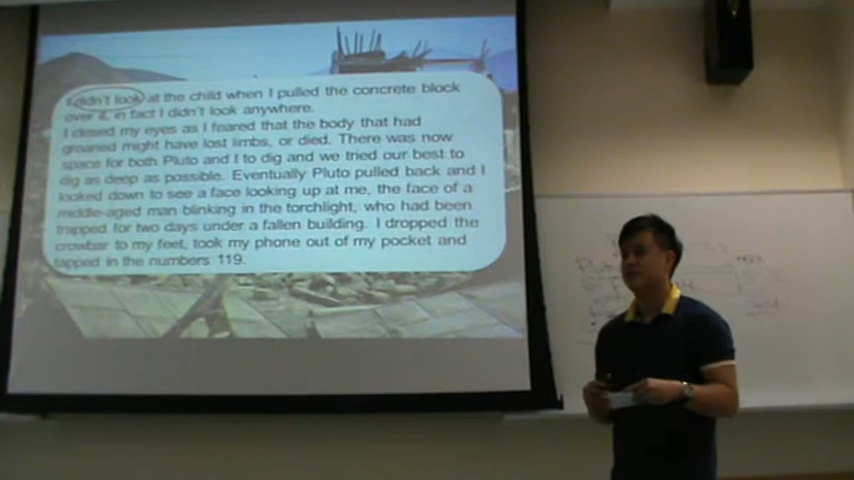 I didn't look at the child when I pulled the concrete block
over it, in fact I didn't look anywhere.
I closed my eyes as I feared that the body that had
groaned might have lost limbs, or died. There was now
space for both Pluto and I to dig and we tried our best to
dig as deep as possible. Eventually Pluto pulled back and I
looked down to see a face looking up at me, the face of a
middle-aged man blinking in the torchlight, who had been
trapped for two days under a fallen building. I dropped the
crowbar to my feet, took my phone out of my pocket and
tapped in the numbers 119.